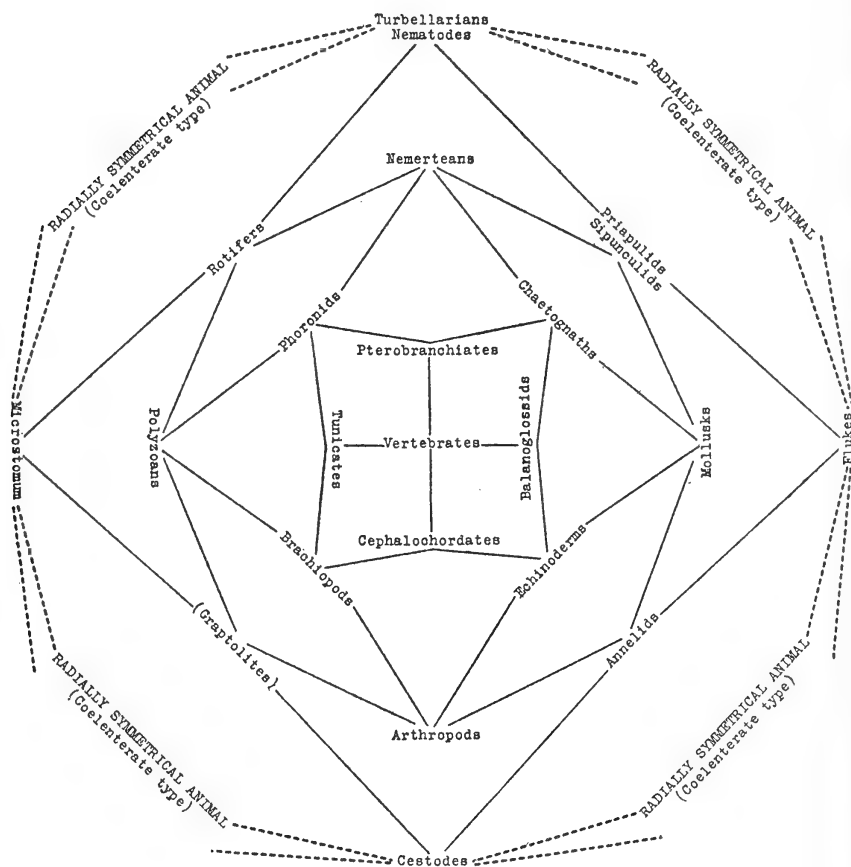 Turbellarians
Nematodes
RADIALLY SYMMETRICAL ANIMAL
(Coelenterate type)
RADIALLY SYMMETRICAL ANIMAL
(Coelenterate type)
Nemerteans
Rotifers
Priapulids
Sipunculids
Phoronids
Chaetognaths
Pterobranchiates
Microstomum
Polyzoans
Tunicates
Vertebrates
Balanoglossids
Mollusks
Flukes
Cephalochordates
Brachiopods
Echinoderms
(Graptolites)
Annelids
RADIALLY SYMMETRICAL ANIMAL
(Coelenterate type)
RADIALLY SYMMETRICAL ANIMAL
(Coelenterate type)
Arthropods
Cestodes